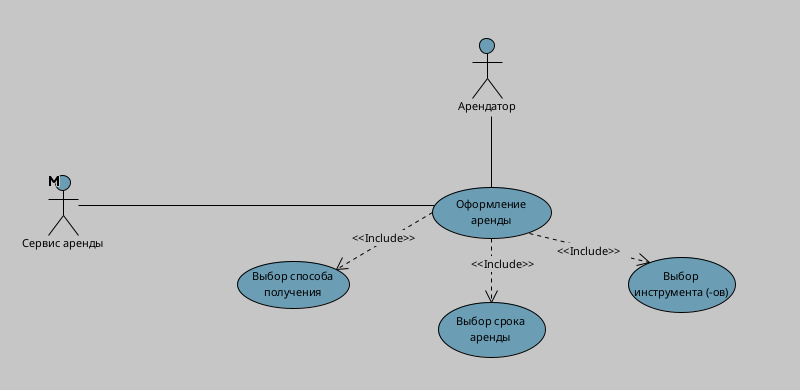 Арендатор
М
Сервис аренды
Оформление
аренды
<<Include>>
<<Include>>
<<Include>>
Выбор способа
получения
Выбор срока
аренды
Выбор
инструмента (-ов)